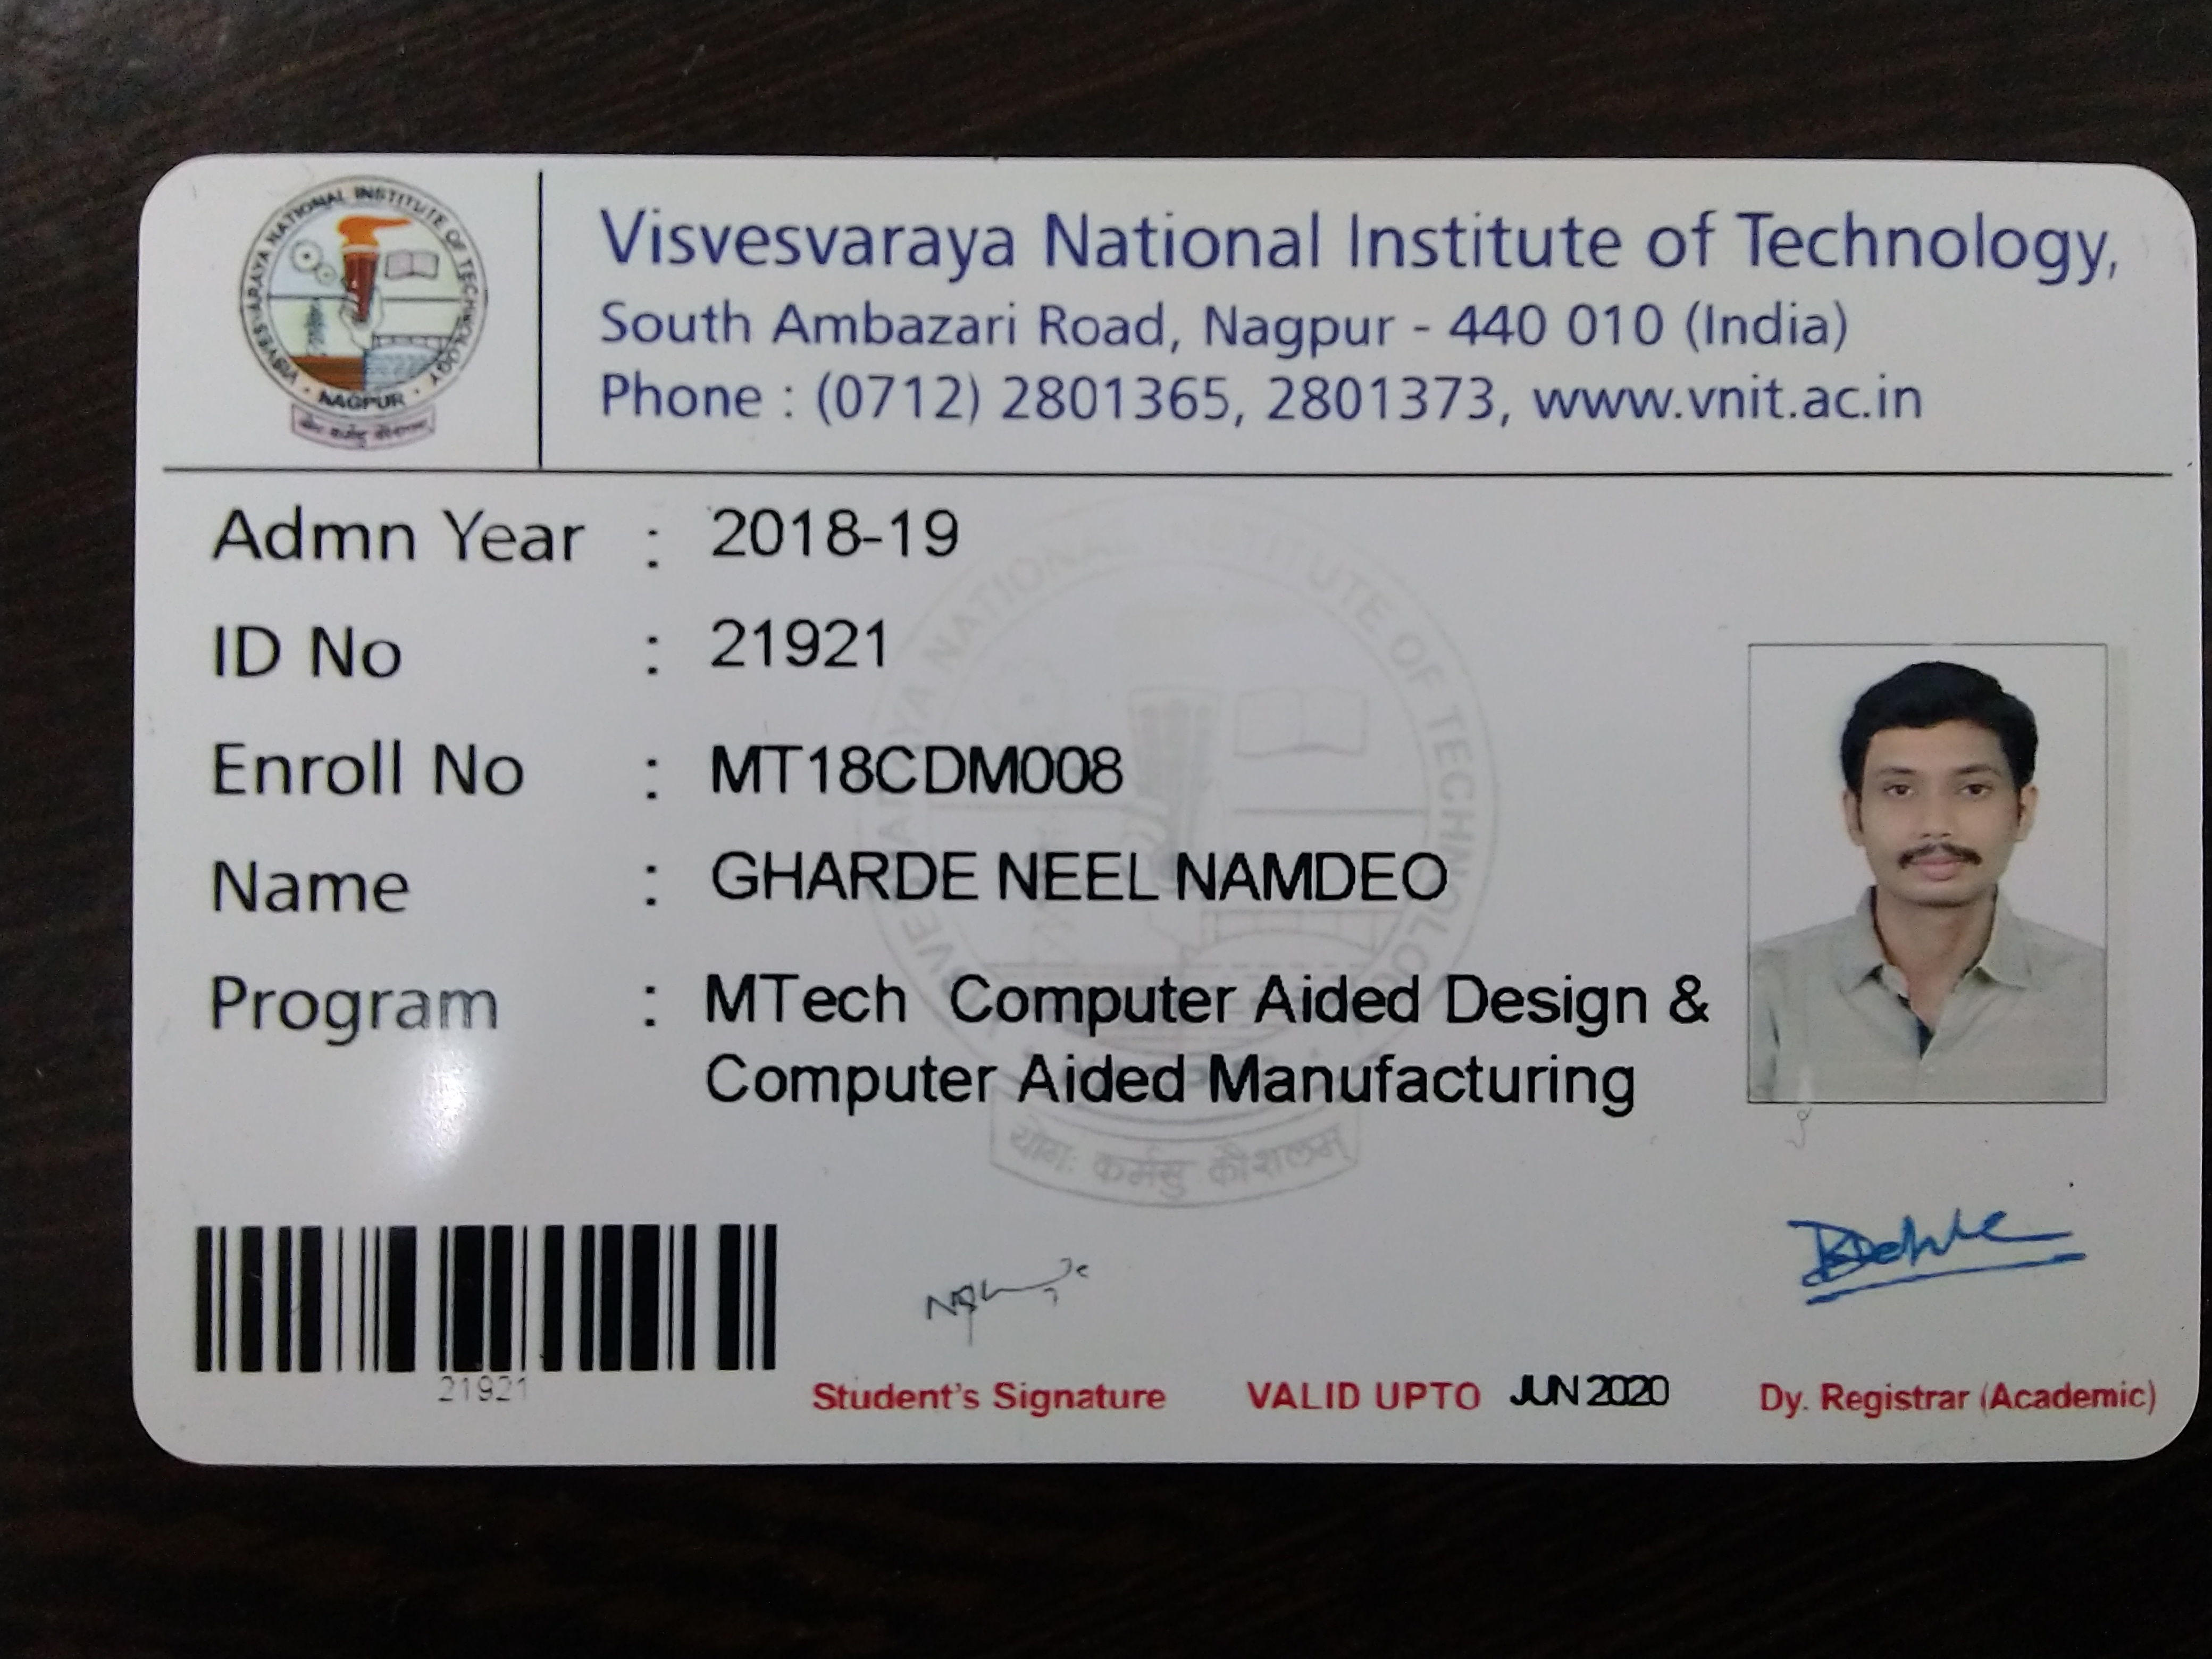 VISVESVARAYA NATIONAL INSTITUTE OF TECHNOLOGY
NAGPUR
Visvesvaraya National Institute of Technology,
South Ambazari Road, Nagpur - 440 010 (India)
Phone : (0712) 2801365, 2801373, www.vnit.ac.in
Admn Year : 2018-19
ID No : 21921
Enroll No : MT18CDM008
Name : GHARDE NEEL NAMDEO
Program : MTech Computer Aided Design &
Computer Aided Manufacturing
योगः कर्मसु कौशलम्
21921
Student's Signature VALID UPTO JUN 2020 Dy. Registrar (Academic)